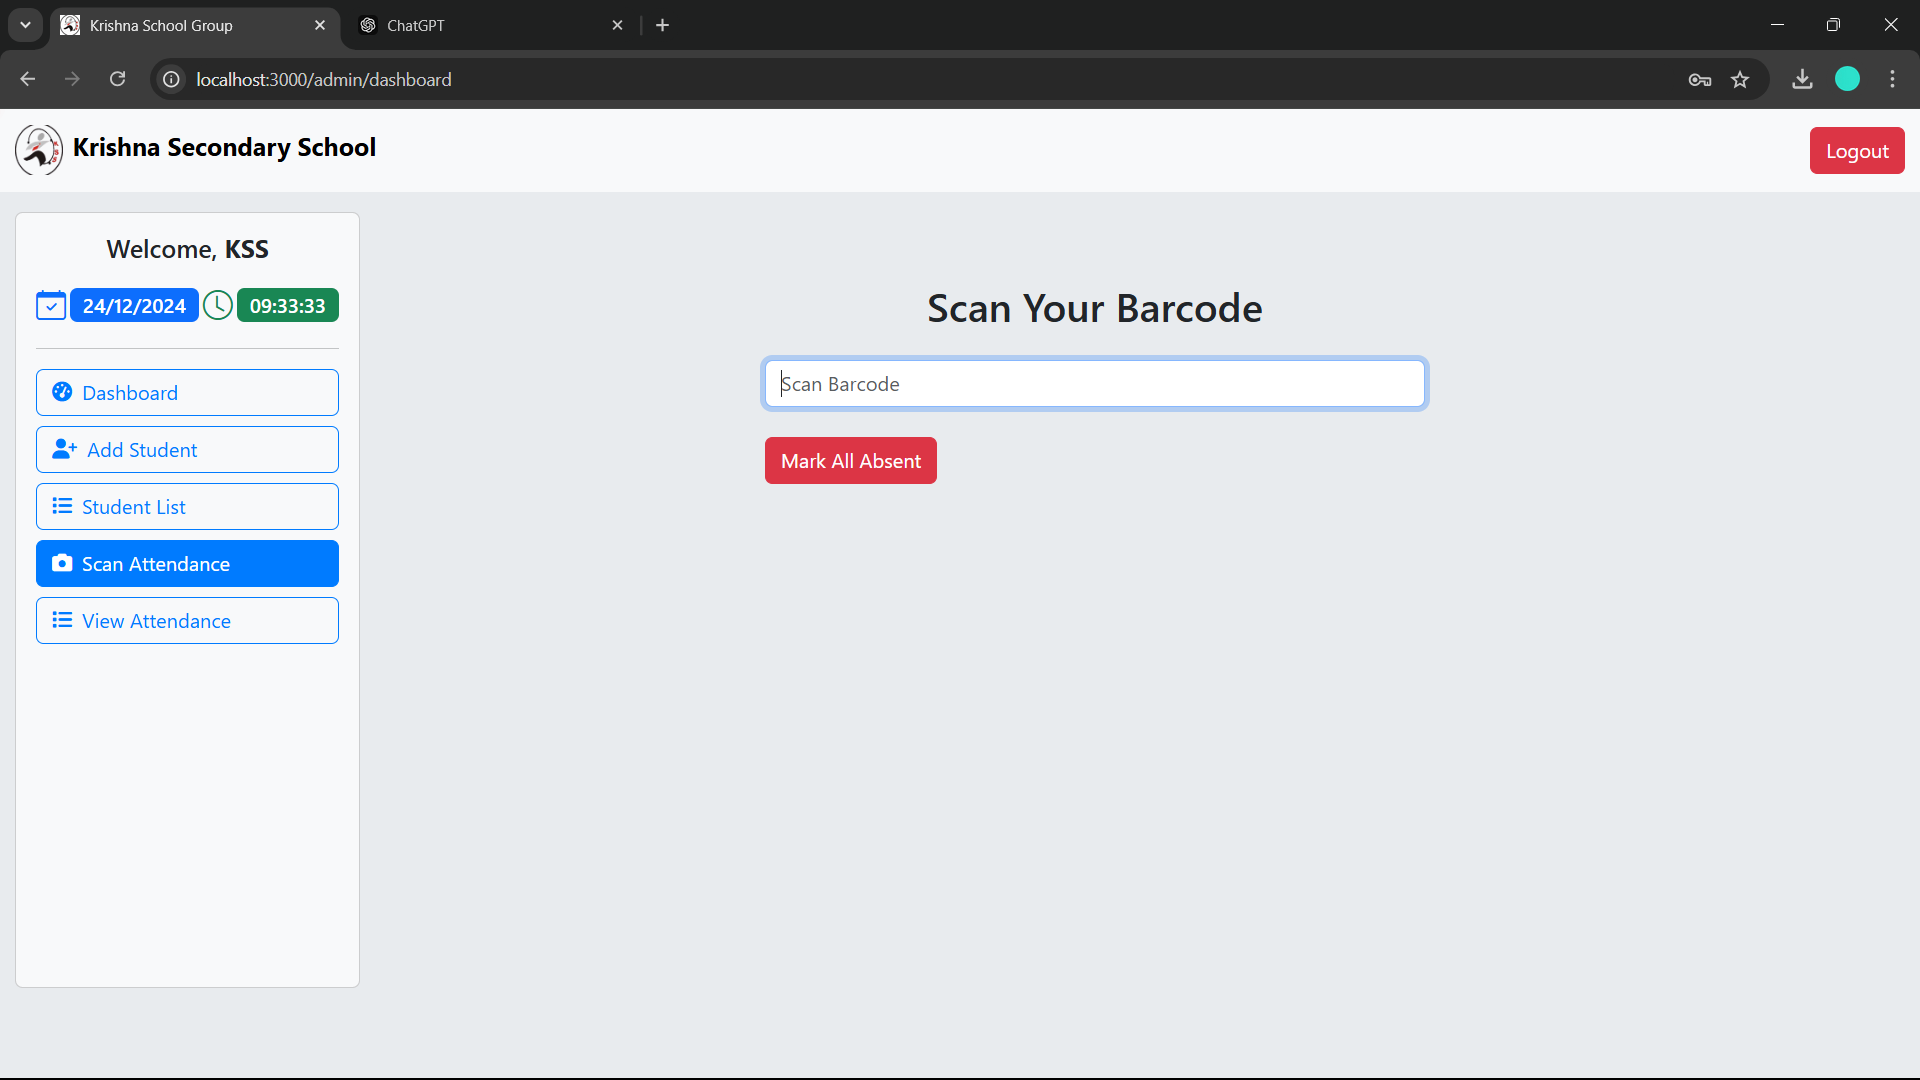 Krishna School Group
ChatGPT
localhost:3000/admin/dashboard
Krishna Secondary School
Logout
Welcome, KSS
24/12/2024 09:33:33
Scan Your Barcode
Scan Barcode
Mark All Absent
Dashboard
Add Student
Student List
Scan Attendance
View Attendance